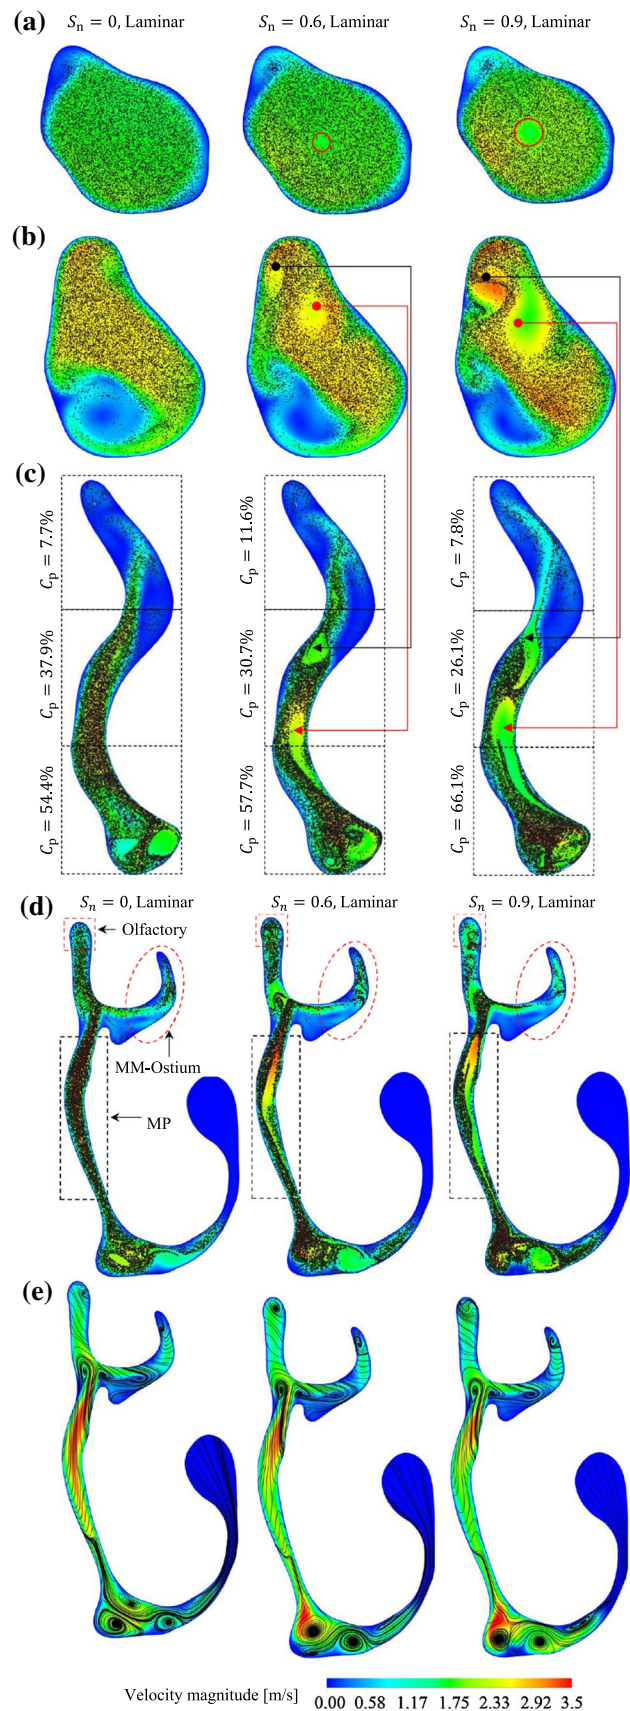 (a)
S_n = 0, Laminar
S_n = 0.6, Laminar
S_n = 0.9, Laminar
(b)
(c)
C_p = 7.7%
C_p = 11.6%
C_p = 7.8%
C_p = 37.9%
C_p = 30.7%
C_p = 26.1%
C_p = 54.4%
C_p = 57.7%
C_p = 66.1%
(d)
S_n = 0, Laminar
S_n = 0.6, Laminar
S_n = 0.9, Laminar
Olfactory
MM-Ostium
MP
(e)
Velocity magnitude [m/s]
0.00 0.58 1.17 1.75 2.33 2.92 3.5